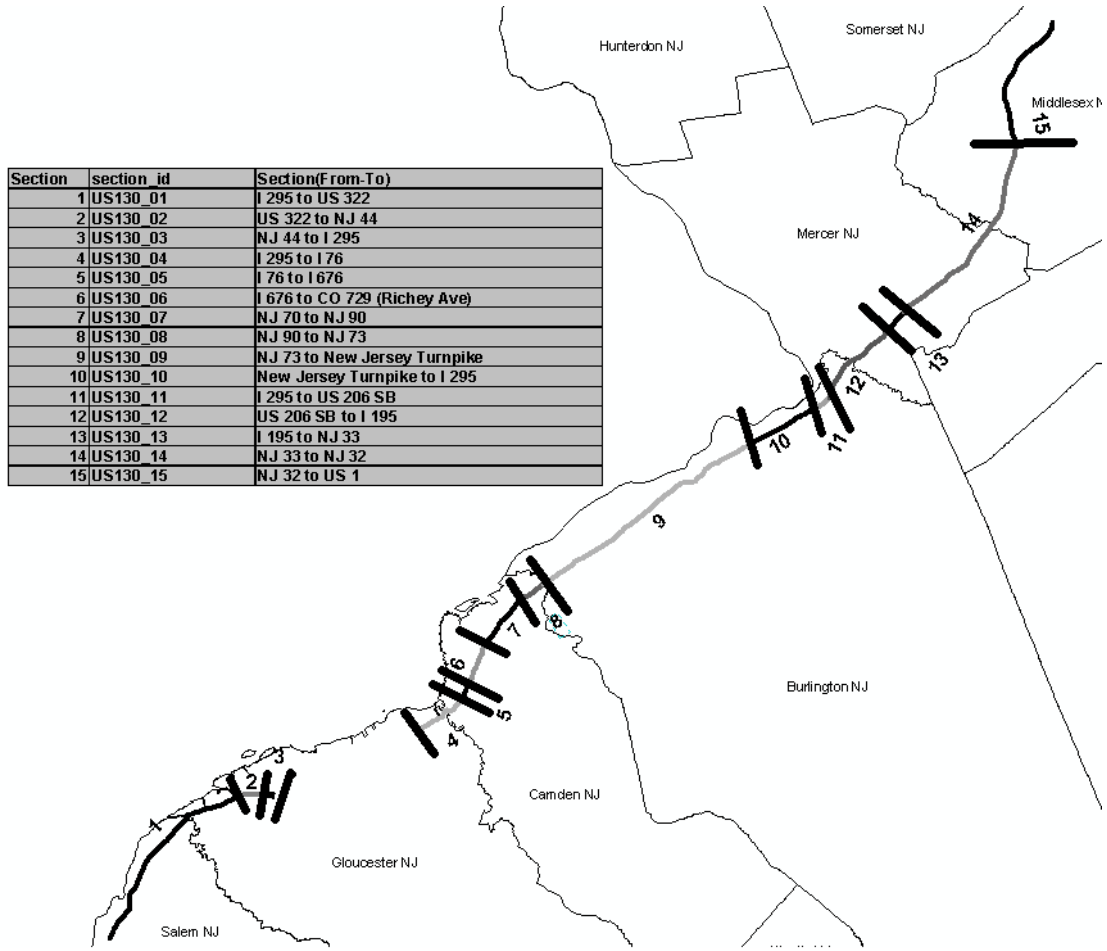 Hunterdon NJ
Somerset NJ
Middlesex N
15
Section section_id Section(From-To)
1 US130_01 I 295 to US 322
2 US130_02 US 322 to NJ 44
3 US130_03 NJ 44 to I 295
4 US130_04 I 295 to I 76
5 US130_05 I 76 to I 676
6 US130_06 I 676 to CO 729 (Richey Ave)
7 US130_07 NJ 70 to NJ 90
8 US130_08 NJ 90 to NJ 73
9 US130_09 NJ 73 to New Jersey Turnpike
10 US130_10 New Jersey Turnpike to I 295
11 US130_11 I 295 to US 206 SB
12 US130_12 US 206 SB to I 195
13 US130_13 I 195 to NJ 33
14 US130_14 NJ 33 to NJ 32
15 US130_15 NJ 32 to US 1
Mercer NJ
14
13
12
11
10
9
8
7
6
5
4
3
2
1
Burlington NJ
Camden NJ
Gloucester NJ
Salem NJ